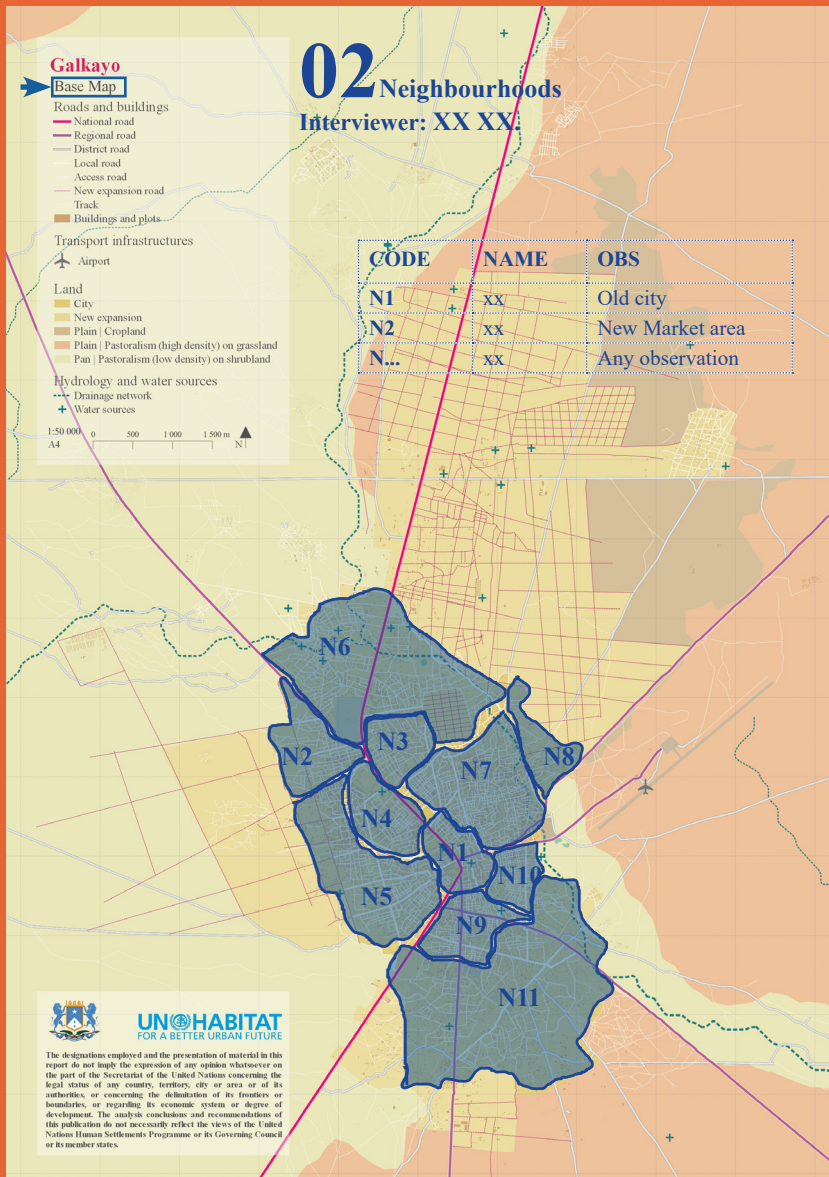 02 Neighbourhoods
Interviewer: XX XX.
Galkayo
Base Map
Roads and buildings
National road
Regional road
District road
Local road
Access road
New expansion road
Track
Buildings and plots
Transport infrastructures
Airport
Land
City
New expansion
Plain | Cropland
Plain | Pastoralism (high density) on grassland
Pan | Pastoralism (low density) on shrubland
Hydrology and water sources
Drainage network
Water sources
1:50 000 0 500 1 000 1 500 m N
A4
CODE NAME OBS
N1 xx Old city
N2 xx New Market area
N... xx Any observation
N6
N3
N2
N7
N8
N4
N1
N10
N5
N9
N11
UN HABITAT
FOR A BETTER URBAN FUTURE
The designations employed and the presentation of material in this
report do not imply the expression of any opinion whatsoever on
the part of the Secretariat of the United Nations concerning the
legal status of any country, territory, city or area or of its
authorities, or concerning the delimitation of its frontiers or
boundaries, or regarding its economic system or degree of
development. The analysis conclusions and recommendations of
this publication do not necessarily reflect the views of the United
Nations Human Settlements Programme or its Governing Council
or its member states.